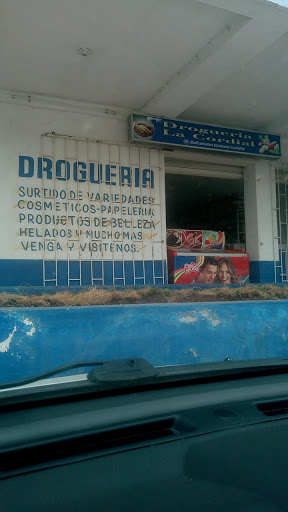 Drogueria
La Cordial
DROGUERIA
SURTIDO DE VARIEDADES
COSMETICOS-PAPELERIA
PRODUCTOS DE BELLEZA
HELADOS Y MUCHO MAS
VENGA Y VISITENOS.